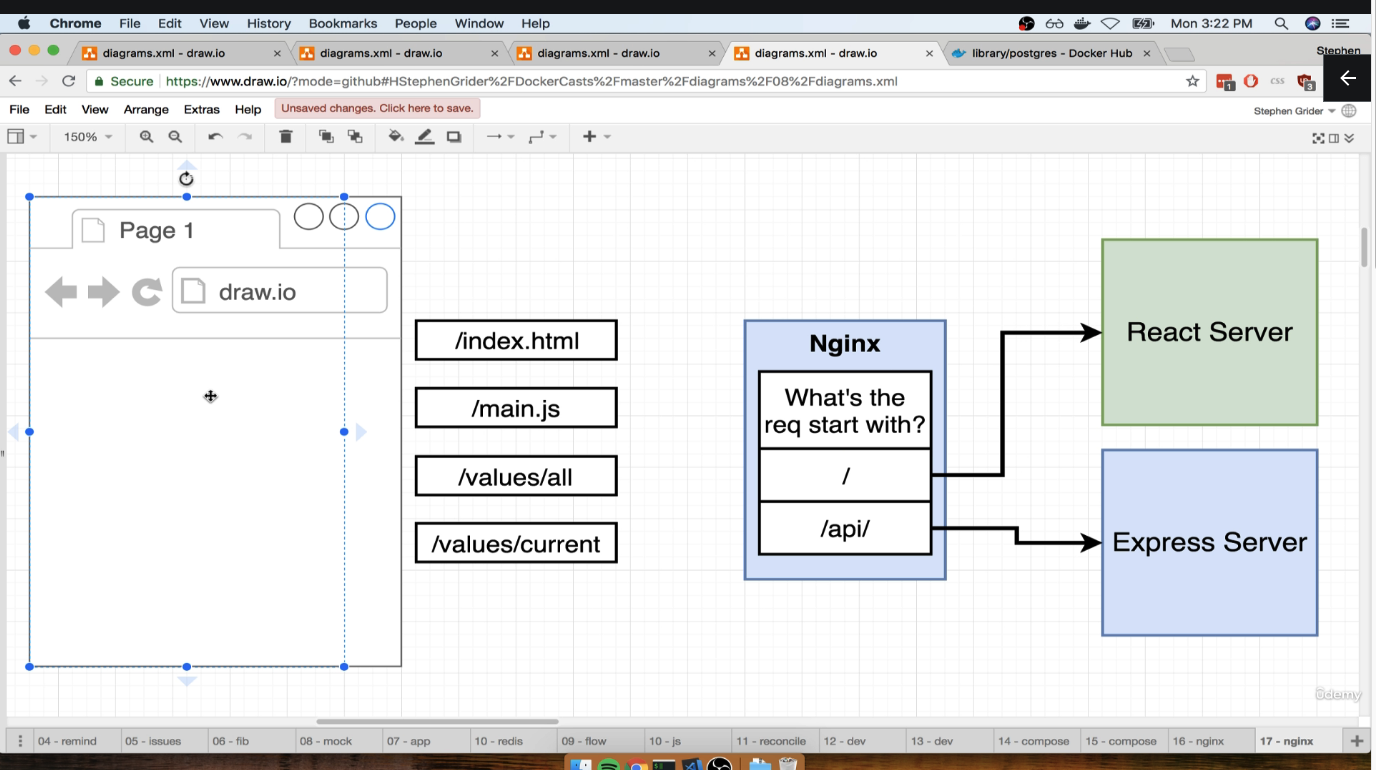 Chrome File Edit View History Bookmarks People Window Help Mon 3:22 PM
diagrams.xml - draw.io diagrams.xml - draw.io diagrams.xml - draw.io diagrams.xml - draw.io library/postgres - Docker Hub Stephen
Secure https://www.draw.io/?mode=github#HStephenGrider%2FDockerCasts%2Fmaster%2Fdiagrams%2F08%2Fdiagrams.xml 1 CSS 3
File Edit View Arrange Extras Help Unsaved changes. Click here to save. Stephen Grider
150%
Page 1
draw.io
/index.html
/main.js
/values/all
/values/current
Nginx
What's the
req start with?
/
/api/
React Server
Express Server
ûdemy
04 - remind 05 - issues 06 - fib 08 - mock 07 - app 10 - redis 09 - flow 10 - js 11 - reconcile 12 - dev 13 - dev 14 - compose 15 - compose 16 - nginx 17 - nginx